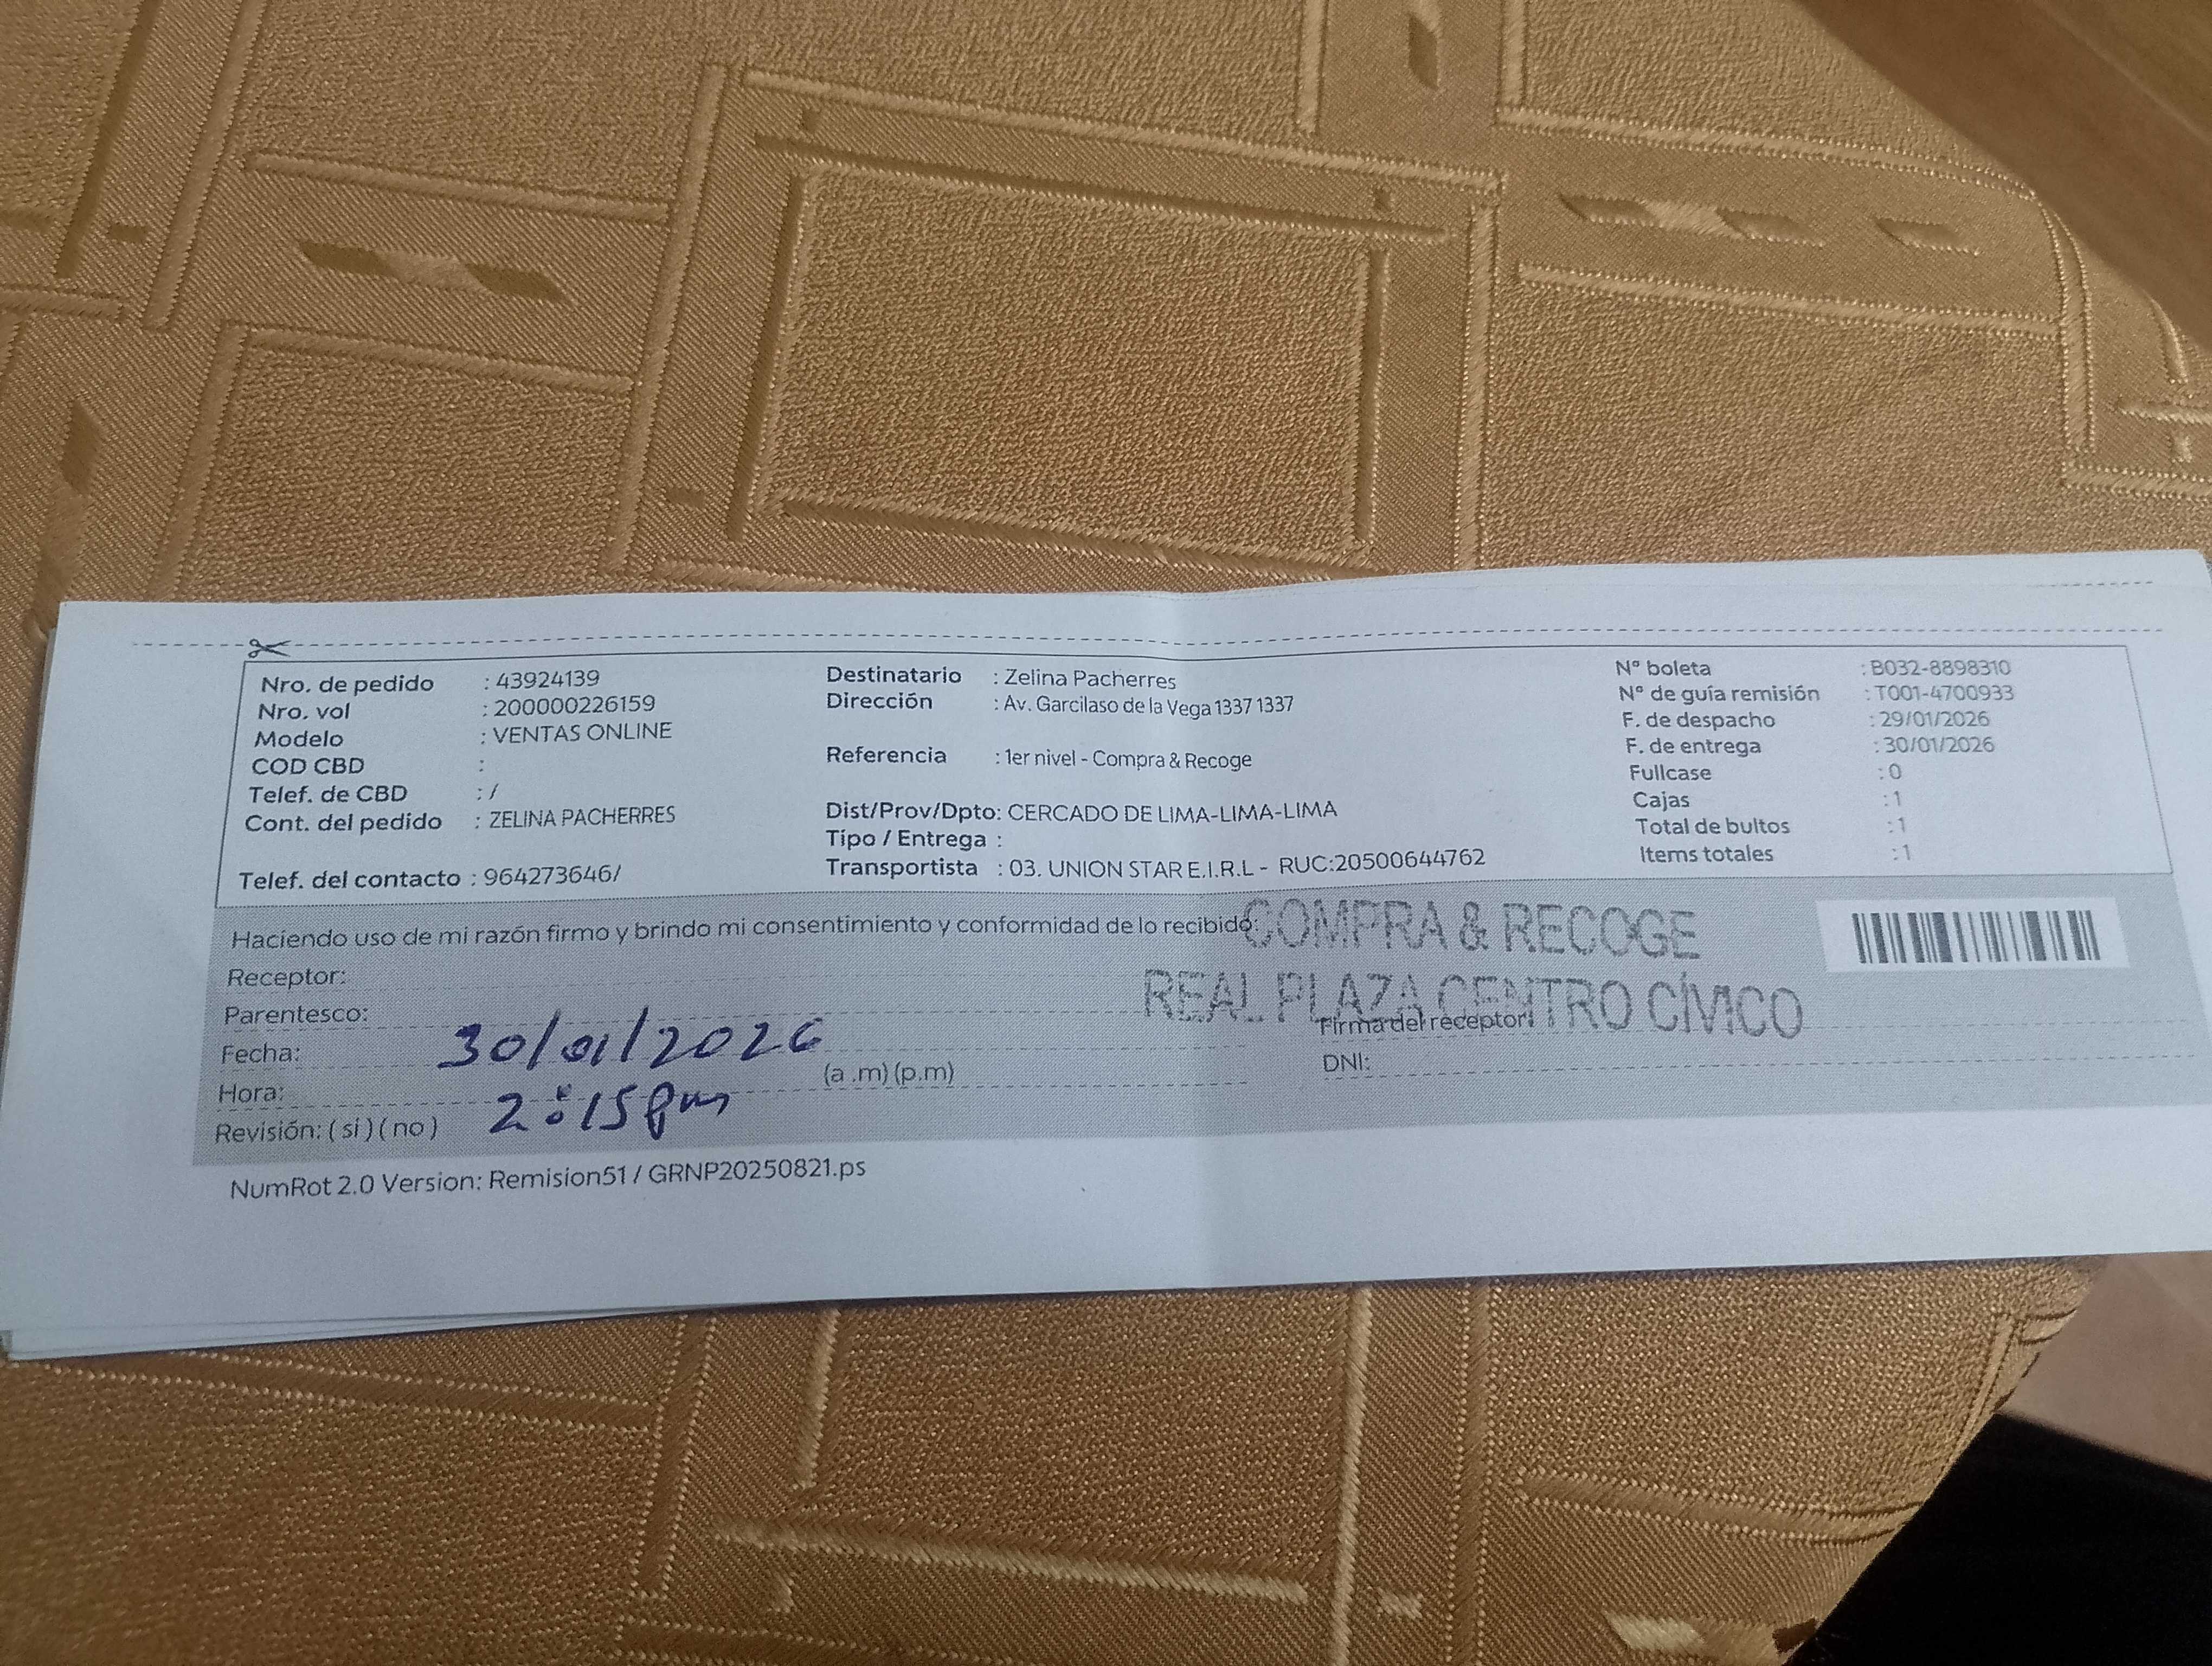 Nro. de pedido : 43924139
Nro. vol : 200000226159
Modelo : VENTAS ONLINE
COD CBD :
Telef. de CBD : /
Cont. del pedido : ZELINA PACHERRES
Telef. del contacto : 964273646/
Destinatario : Zelina Pacherres
Dirección : Av. Garcilaso de la Vega 1337 1337
Referencia : 1er nivel - Compra & Recoge
Dist/Prov/Dpto: CERCADO DE LIMA-LIMA-LIMA
Tipo / Entrega :
Transportista : 03. UNION STAR E.I.R.L - RUC:20500644762
Nº boleta : B032-8898310
Nº de guía remisión : T001-4700933
F. de despacho : 29/01/2026
F. de entrega : 30/01/2026
Fullcase : 0
Cajas : 1
Total de bultos : 1
Items totales : 1
Haciendo uso de mi razón firmo y brindo mi consentimiento y conformidad de lo recibido:
COMPRA & RECOGE
REAL PLAZA CENTRO CÍVICO
Receptor:
Parentesco:
Fecha: 30/01/2026
Hora: 2:15pm (a .m) (p.m)
Revisión: ( si ) ( no )
Firma del receptor:
DNI:
NumRot 2.0 Version: Remision51 / GRNP20250821.ps